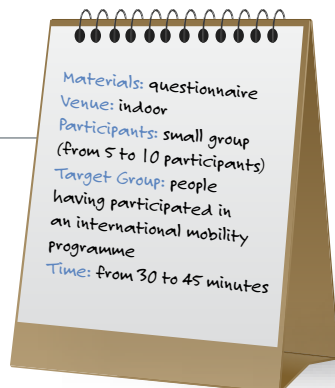 Materials: questionnaire
Venue: indoor
Participants: small group
(from 5 to 10 participants)
Target Group: people
having participated in
an international mobility
programme
Time: from 30 to 45 minutes